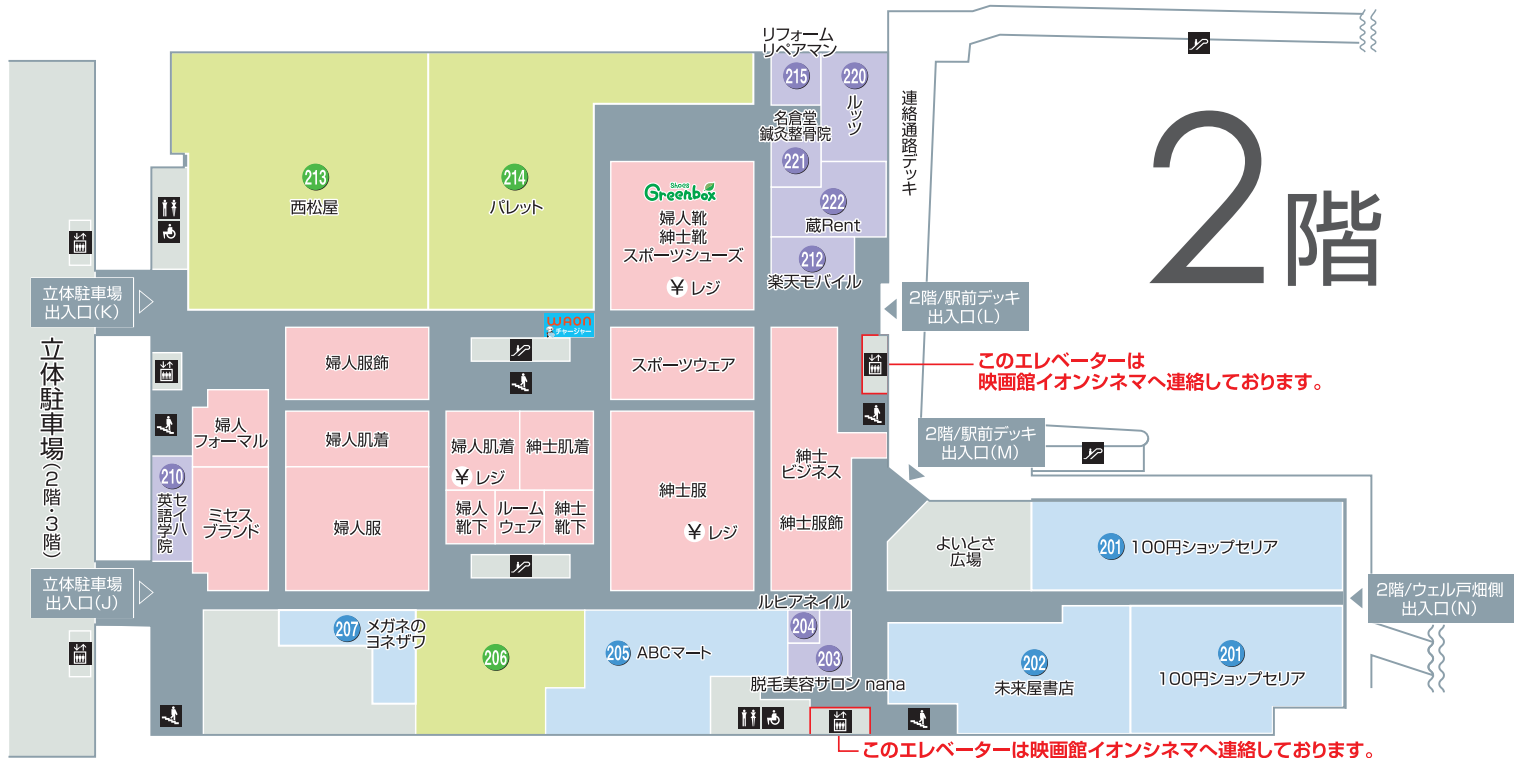 2階
リフォーム
リペアマン
215
220
ルッツ
名倉堂
鍼灸整骨院
221
222
蔵Rent
212
楽天モバイル
連絡通路デッキ
213
西松屋
214
パレット
Shoes
Greenbox
婦人靴
紳士靴
スポーツシューズ
¥ レジ
WAON
チャージャー
立体駐車場
出入口(K)
2階/駅前デッキ
出入口(L)
このエレベーターは
映画館イオンシネマへ連絡しております。
立体駐車場(2階・3階)
婦人服飾
スポーツウェア
婦人
フォーマル
婦人肌着
婦人肌着
¥ レジ
紳士肌着
紳士
ビジネス
2階/駅前デッキ
出入口(M)
210
セイハ
英語学院
ミセス
ブランド
婦人服
婦人
靴下
ルーム
ウェア
紳士
靴下
紳士服
¥ レジ
紳士服飾
よいとさ
広場
201 100円ショップセリア
立体駐車場
出入口(J)
2階/ウェル戸畑側
出入口(N)
207 メガネの
ヨネザワ
206
205 ABCマート
ルヒアネイル
204
203
脱毛美容サロン nana
202
未来屋書店
201
100円ショップセリア
このエレベーターは映画館イオンシネマへ連絡しております。